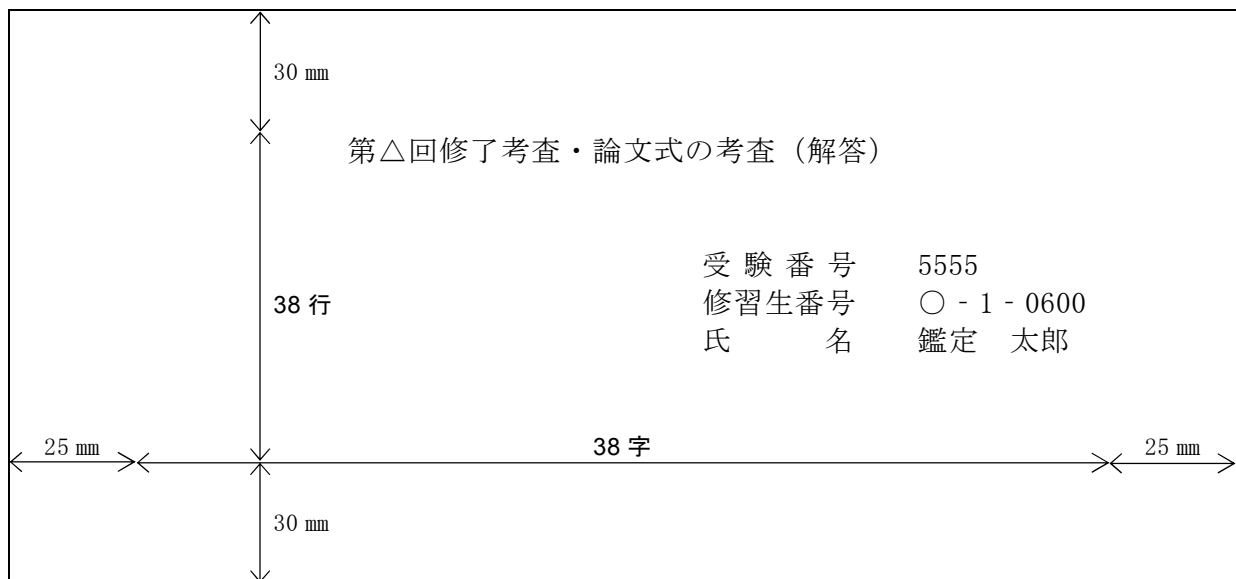 30 ㎜
第△回修了考査・論文式の考査（解答）
受 験 番 号　　5555
修習生番号　　○‐1‐0600
氏　　　名　　鑑定　太郎
38 行
25 ㎜
38 字
25 ㎜
30 ㎜